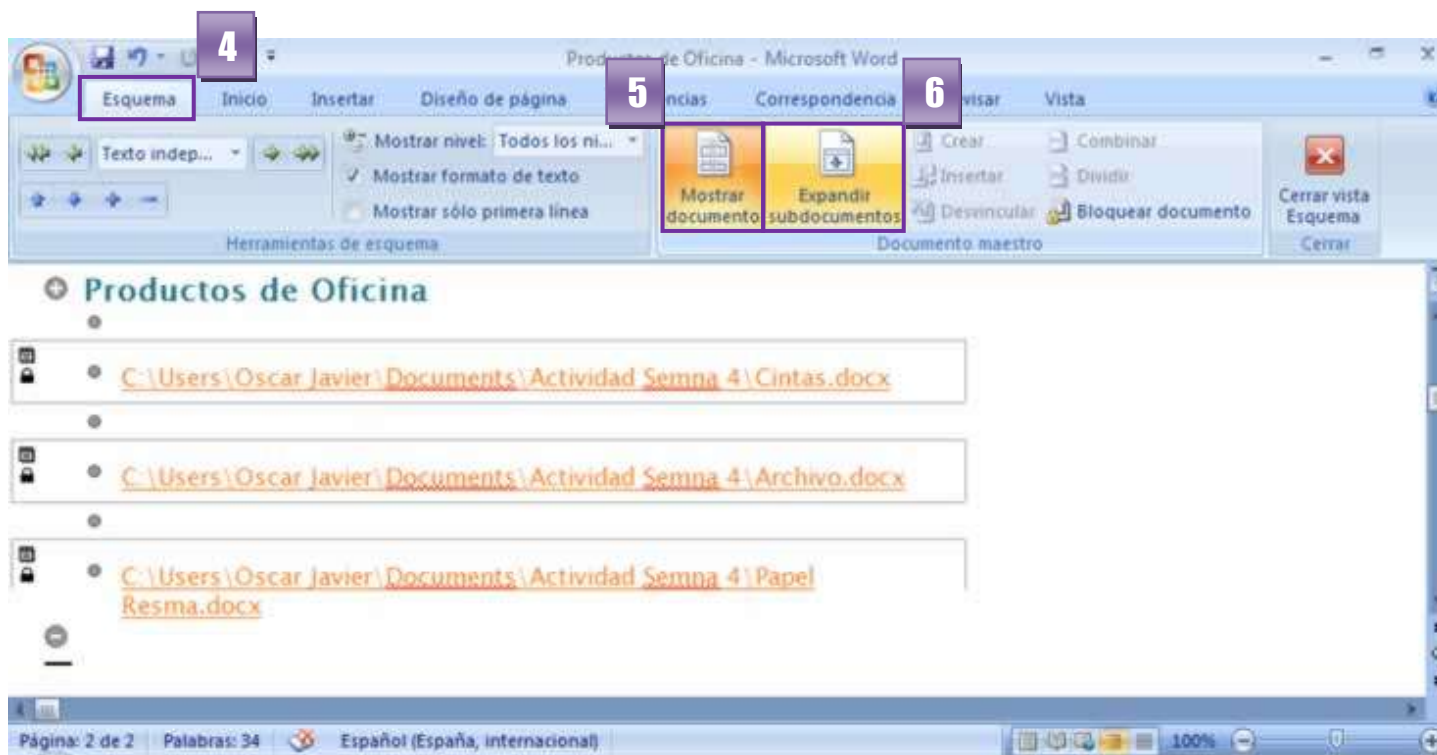 4
Productos de Oficina - Microsoft Word
Esquema Inicio Insertar Diseño de página 5 ncias Correspondencia 6 visar Vista
Texto indep... Mostrar nivel: Todos los ni...
Mostrar formato de texto
Mostrar sólo primera línea
Herramientas de esquema
Mostrar documento
Expandir subdocumentos
Crear
Insertar
Desvincular
Combinar
Dividir
Bloquear documento
Documento maestro
Cerrar vista
Esquema
Cerrar
Productos de Oficina
C:\Users\Oscar Javier\Documents\Actividad Semna 4\Cintas.docx
C:\Users\Oscar Javier\Documents\Actividad Semna 4\Archivo.docx
C:\Users\Oscar Javier\Documents\Actividad Semna 4\Papel
Resma.docx
Página: 2 de 2 Palabras: 34 Español (España, internacional) 100%